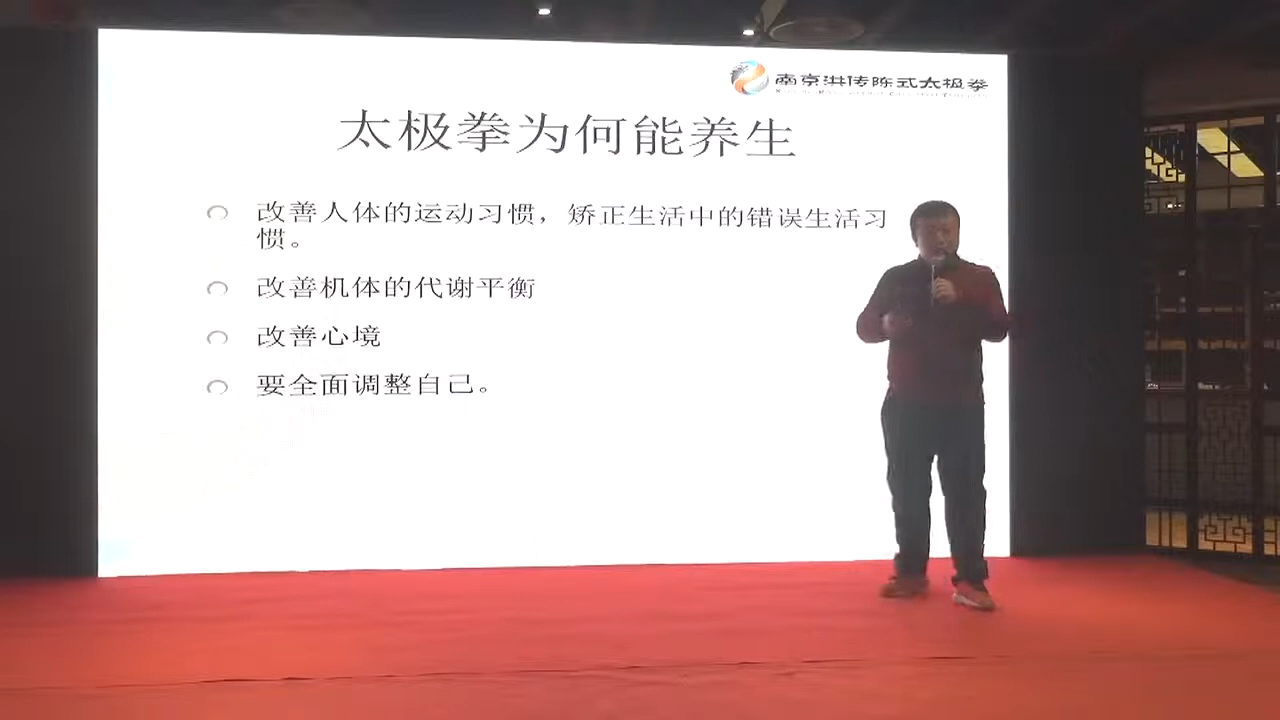 南京洪传陈式太极拳
太极拳为何能养生
改善人体的运动习惯，矫正生活中的错误生活习
惯。
改善机体的代谢平衡
改善心境
要全面调整自己。